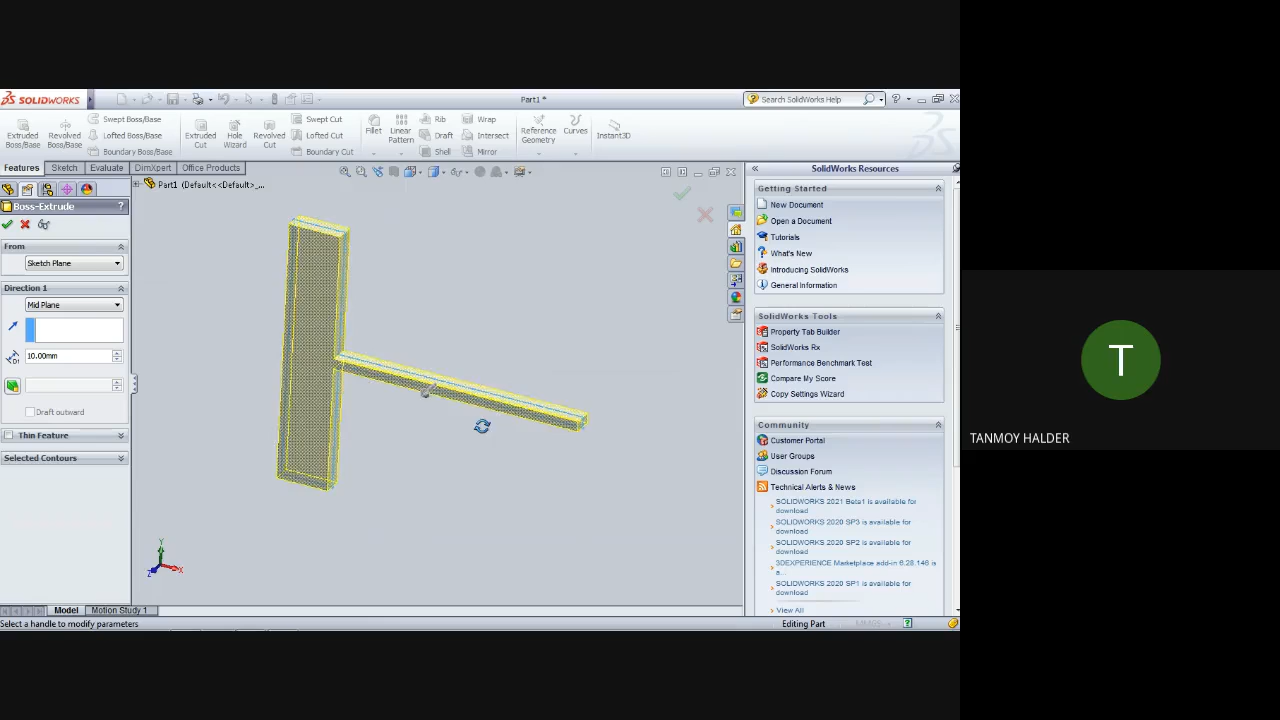 SOLIDWORKS
Part1 *
Search SolidWorks Help
Extruded Boss/Base
Revolved Boss/Base
Swept Boss/Base
Lofted Boss/Base
Boundary Boss/Base
Extruded Cut
Hole Wizard
Revolved Cut
Swept Cut
Lofted Cut
Boundary Cut
Fillet
Linear Pattern
Rib
Draft
Shell
Wrap
Intersect
Mirror
Reference Geometry
Curves
Instant3D
Features
Sketch
Evaluate
DimXpert
Office Products
Part1 (Default<<Default>_...
Boss-Extrude
?
From
Sketch Plane
Direction 1
Mid Plane
10.00mm
Draft outward
Thin Feature
Selected Contours
Y
X
Z
SolidWorks Resources
Getting Started
New Document
Open a Document
Tutorials
What's New
Introducing SolidWorks
General Information
SolidWorks Tools
Property Tab Builder
SolidWorks Rx
Performance Benchmark Test
Compare My Score
Copy Settings Wizard
Community
Customer Portal
User Groups
Discussion Forum
Technical Alerts & News
SOLIDWORKS 2021 Beta1 is available for
download
SOLIDWORKS 2020 SP3 is available for
download
SOLIDWORKS 2020 SP2 is available for
download
3DEXPERIENCE Marketplace add-in 6.28.146 is
a...
SOLIDWORKS 2020 SP1 is available for
download
View All
Model
Motion Study 1
Select a handle to modify parameters
Editing Part
T
TANMOY HALDER